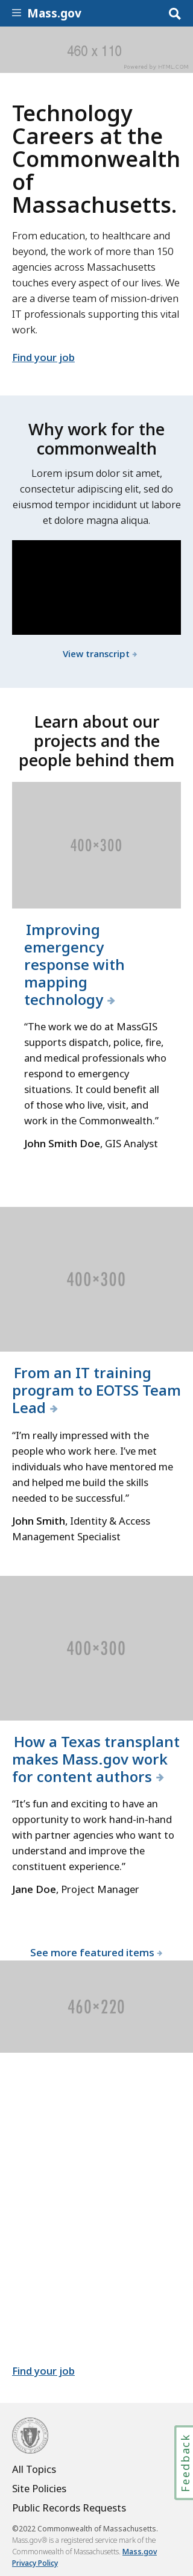 Mass.gov
460 x 110
Powered by HTML.COM
Technology
Careers at the
Commonwealth
of
Massachusetts.
From education, to healthcare and
beyond, the work of more than 150
agencies across Massachusetts
touches every aspect of our lives. We
are a diverse team of mission-driven
IT professionals supporting this vital
work.
Find your job
Why work for the
commonwealth
Lorem ipsum dolor sit amet,
consectetur adipiscing elit, sed do
eiusmod tempor incididunt ut labore
et dolore magna aliqua.
View transcript
Learn about our
projects and the
people behind them
400×300
Improving
emergency
response with
mapping
technology
“The work we do at MassGIS
supports dispatch, police, fire,
and medical professionals who
respond to emergency
situations. It could benefit all
of those who live, visit, and
work in the Commonwealth.”
John Smith Doe, GIS Analyst
400×300
From an IT training
program to EOTSS Team
Lead
“I’m really impressed with the
people who work here. I’ve met
individuals who have mentored me
and helped me build the skills
needed to be successful.”
John Smith, Identity & Access
Management Specialist
400×300
How a Texas transplant
makes Mass.gov work
for content authors
“It’s fun and exciting to have an
opportunity to work hand-in-hand
with partner agencies who want to
understand and improve the
constituent experience.”
Jane Doe, Project Manager
See more featured items
460×220
Find your job
Feedback
All Topics
Site Policies
Public Records Requests
©2022 Commonwealth of Massachusetts.
Mass.gov® is a registered service mark of the
Commonwealth of Massachusetts. Mass.gov
Privacy Policy